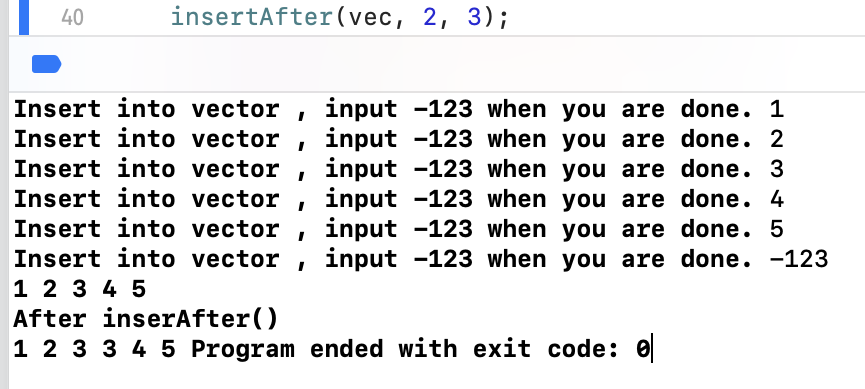 40 insertAfter(vec, 2, 3);
Insert into vector , input -123 when you are done. 1
Insert into vector , input -123 when you are done. 2
Insert into vector , input -123 when you are done. 3
Insert into vector , input -123 when you are done. 4
Insert into vector , input -123 when you are done. 5
Insert into vector , input -123 when you are done. -123
1 2 3 4 5
After inserAfter()
1 2 3 3 4 5 Program ended with exit code: 0